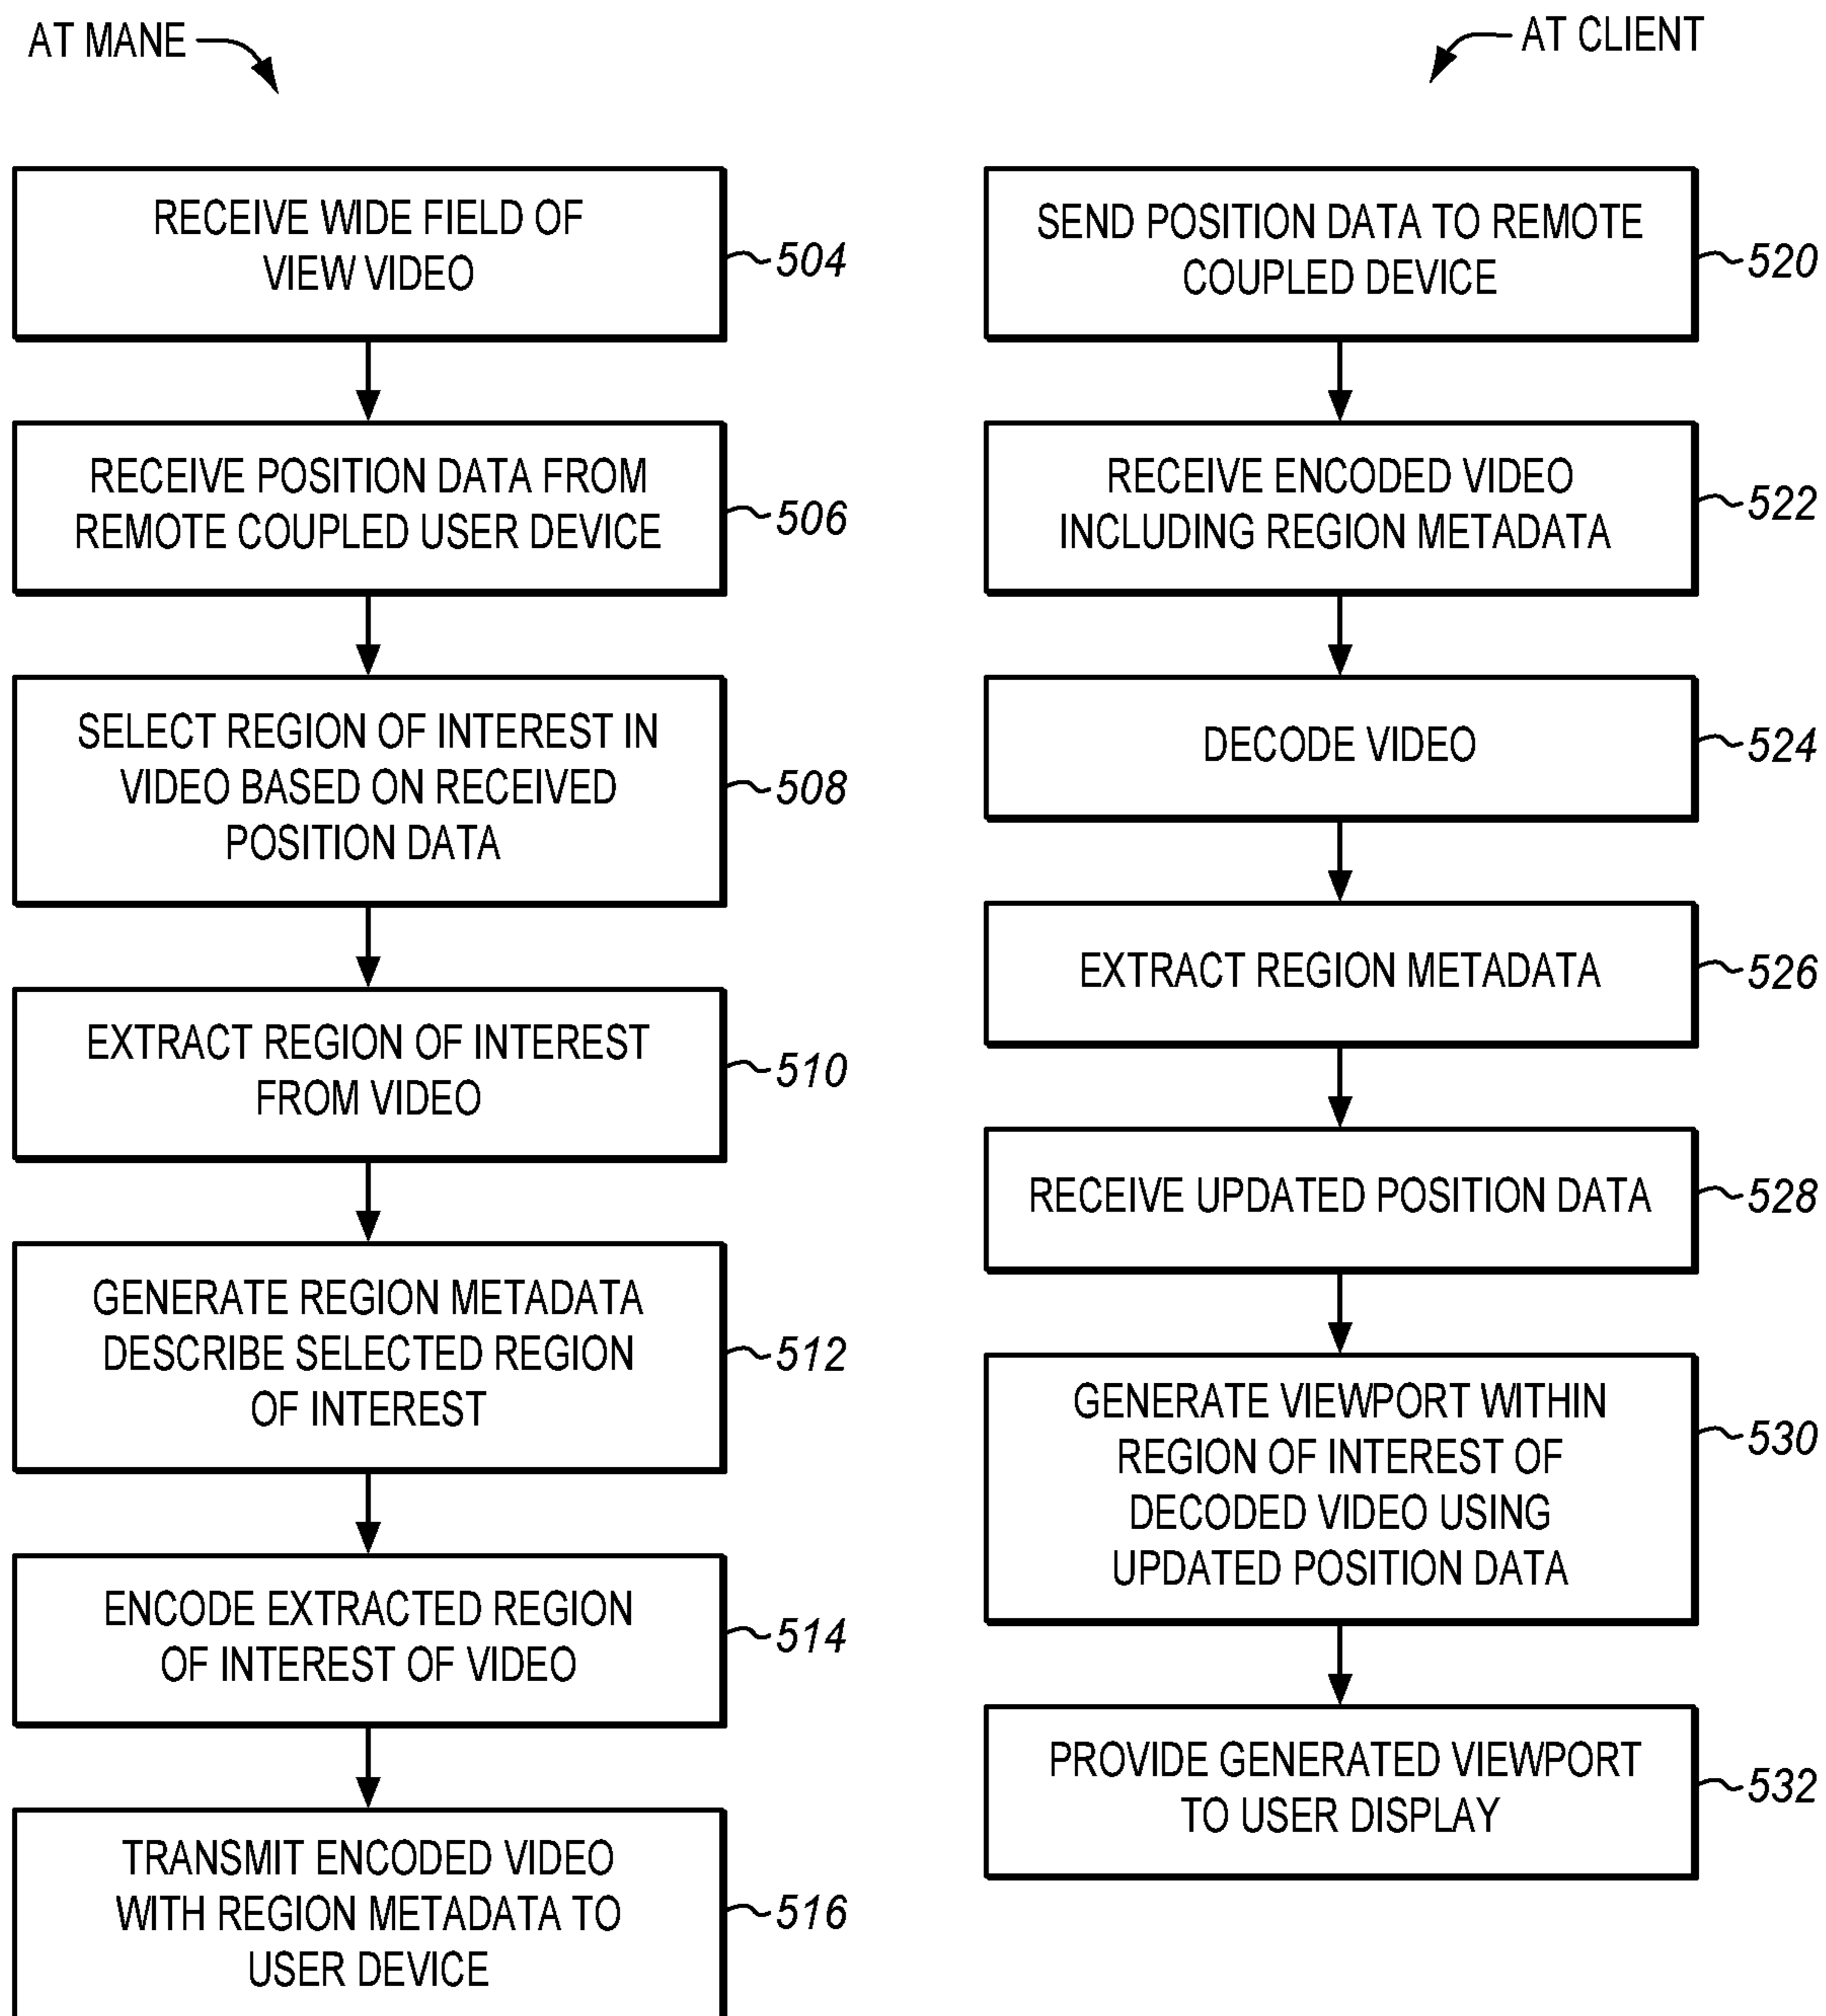 AT MANE
RECEIVE WIDE FIELD OF
VIEW VIDEO
504
RECEIVE POSITION DATA FROM
REMOTE COUPLED USER DEVICE
506
SELECT REGION OF INTEREST IN
VIDEO BASED ON RECEIVED
POSITION DATA
508
EXTRACT REGION OF INTEREST
FROM VIDEO
510
GENERATE REGION METADATA
DESCRIBE SELECTED REGION
OF INTEREST
512
ENCODE EXTRACTED REGION
OF INTEREST OF VIDEO
514
TRANSMIT ENCODED VIDEO
WITH REGION METADATA TO
USER DEVICE
516
AT CLIENT
SEND POSITION DATA TO REMOTE
COUPLED DEVICE
520
RECEIVE ENCODED VIDEO
INCLUDING REGION METADATA
522
DECODE VIDEO
524
EXTRACT REGION METADATA
526
RECEIVE UPDATED POSITION DATA
528
GENERATE VIEWPORT WITHIN
REGION OF INTEREST OF
DECODED VIDEO USING
UPDATED POSITION DATA
530
PROVIDE GENERATED VIEWPORT
TO USER DISPLAY
532